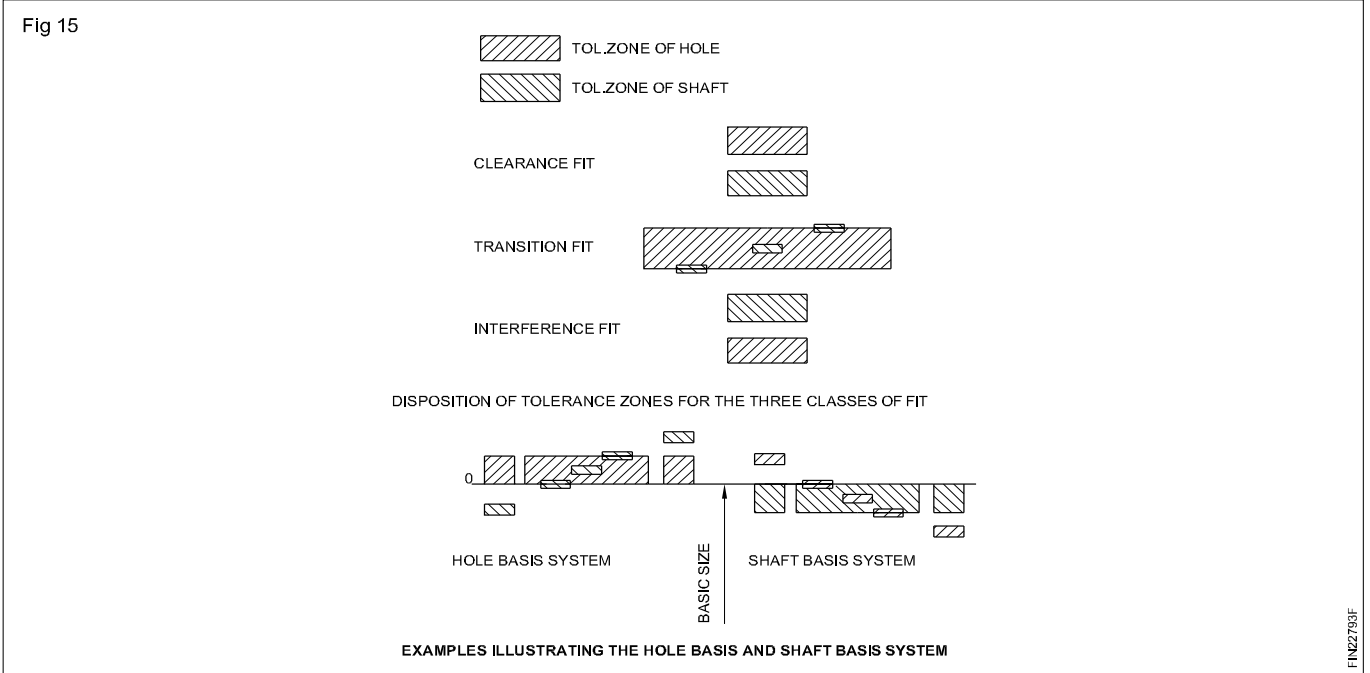 Fig 15
TOL.ZONE OF HOLE
TOL.ZONE OF SHAFT
CLEARANCE FIT
TRANSITION FIT
INTERFERENCE FIT
DISPOSITION OF TOLERANCE ZONES FOR THE THREE CLASSES OF FIT
0
HOLE BASIS SYSTEM
BASIC SIZE
SHAFT BASIS SYSTEM
EXAMPLES ILLUSTRATING THE HOLE BASIS AND SHAFT BASIS SYSTEM
FIN22793F